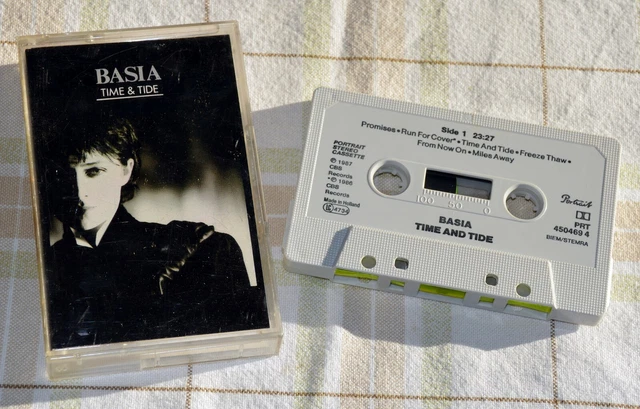 BASIA
TIME & TIDE
Side 1 23:27
Promises • Run For Cover* • Time And Tide • Freeze Thaw •
From Now On • Miles Away
PORTRAIT
STEREO
CASSETTE
℗ 1987
CBS
Records
*℗ 1986
CBS
Records
Made in Holland
4734
100 50 0
BASIA
TIME AND TIDE
Portrait
PRT
450469 4
BIEM/STEMRA